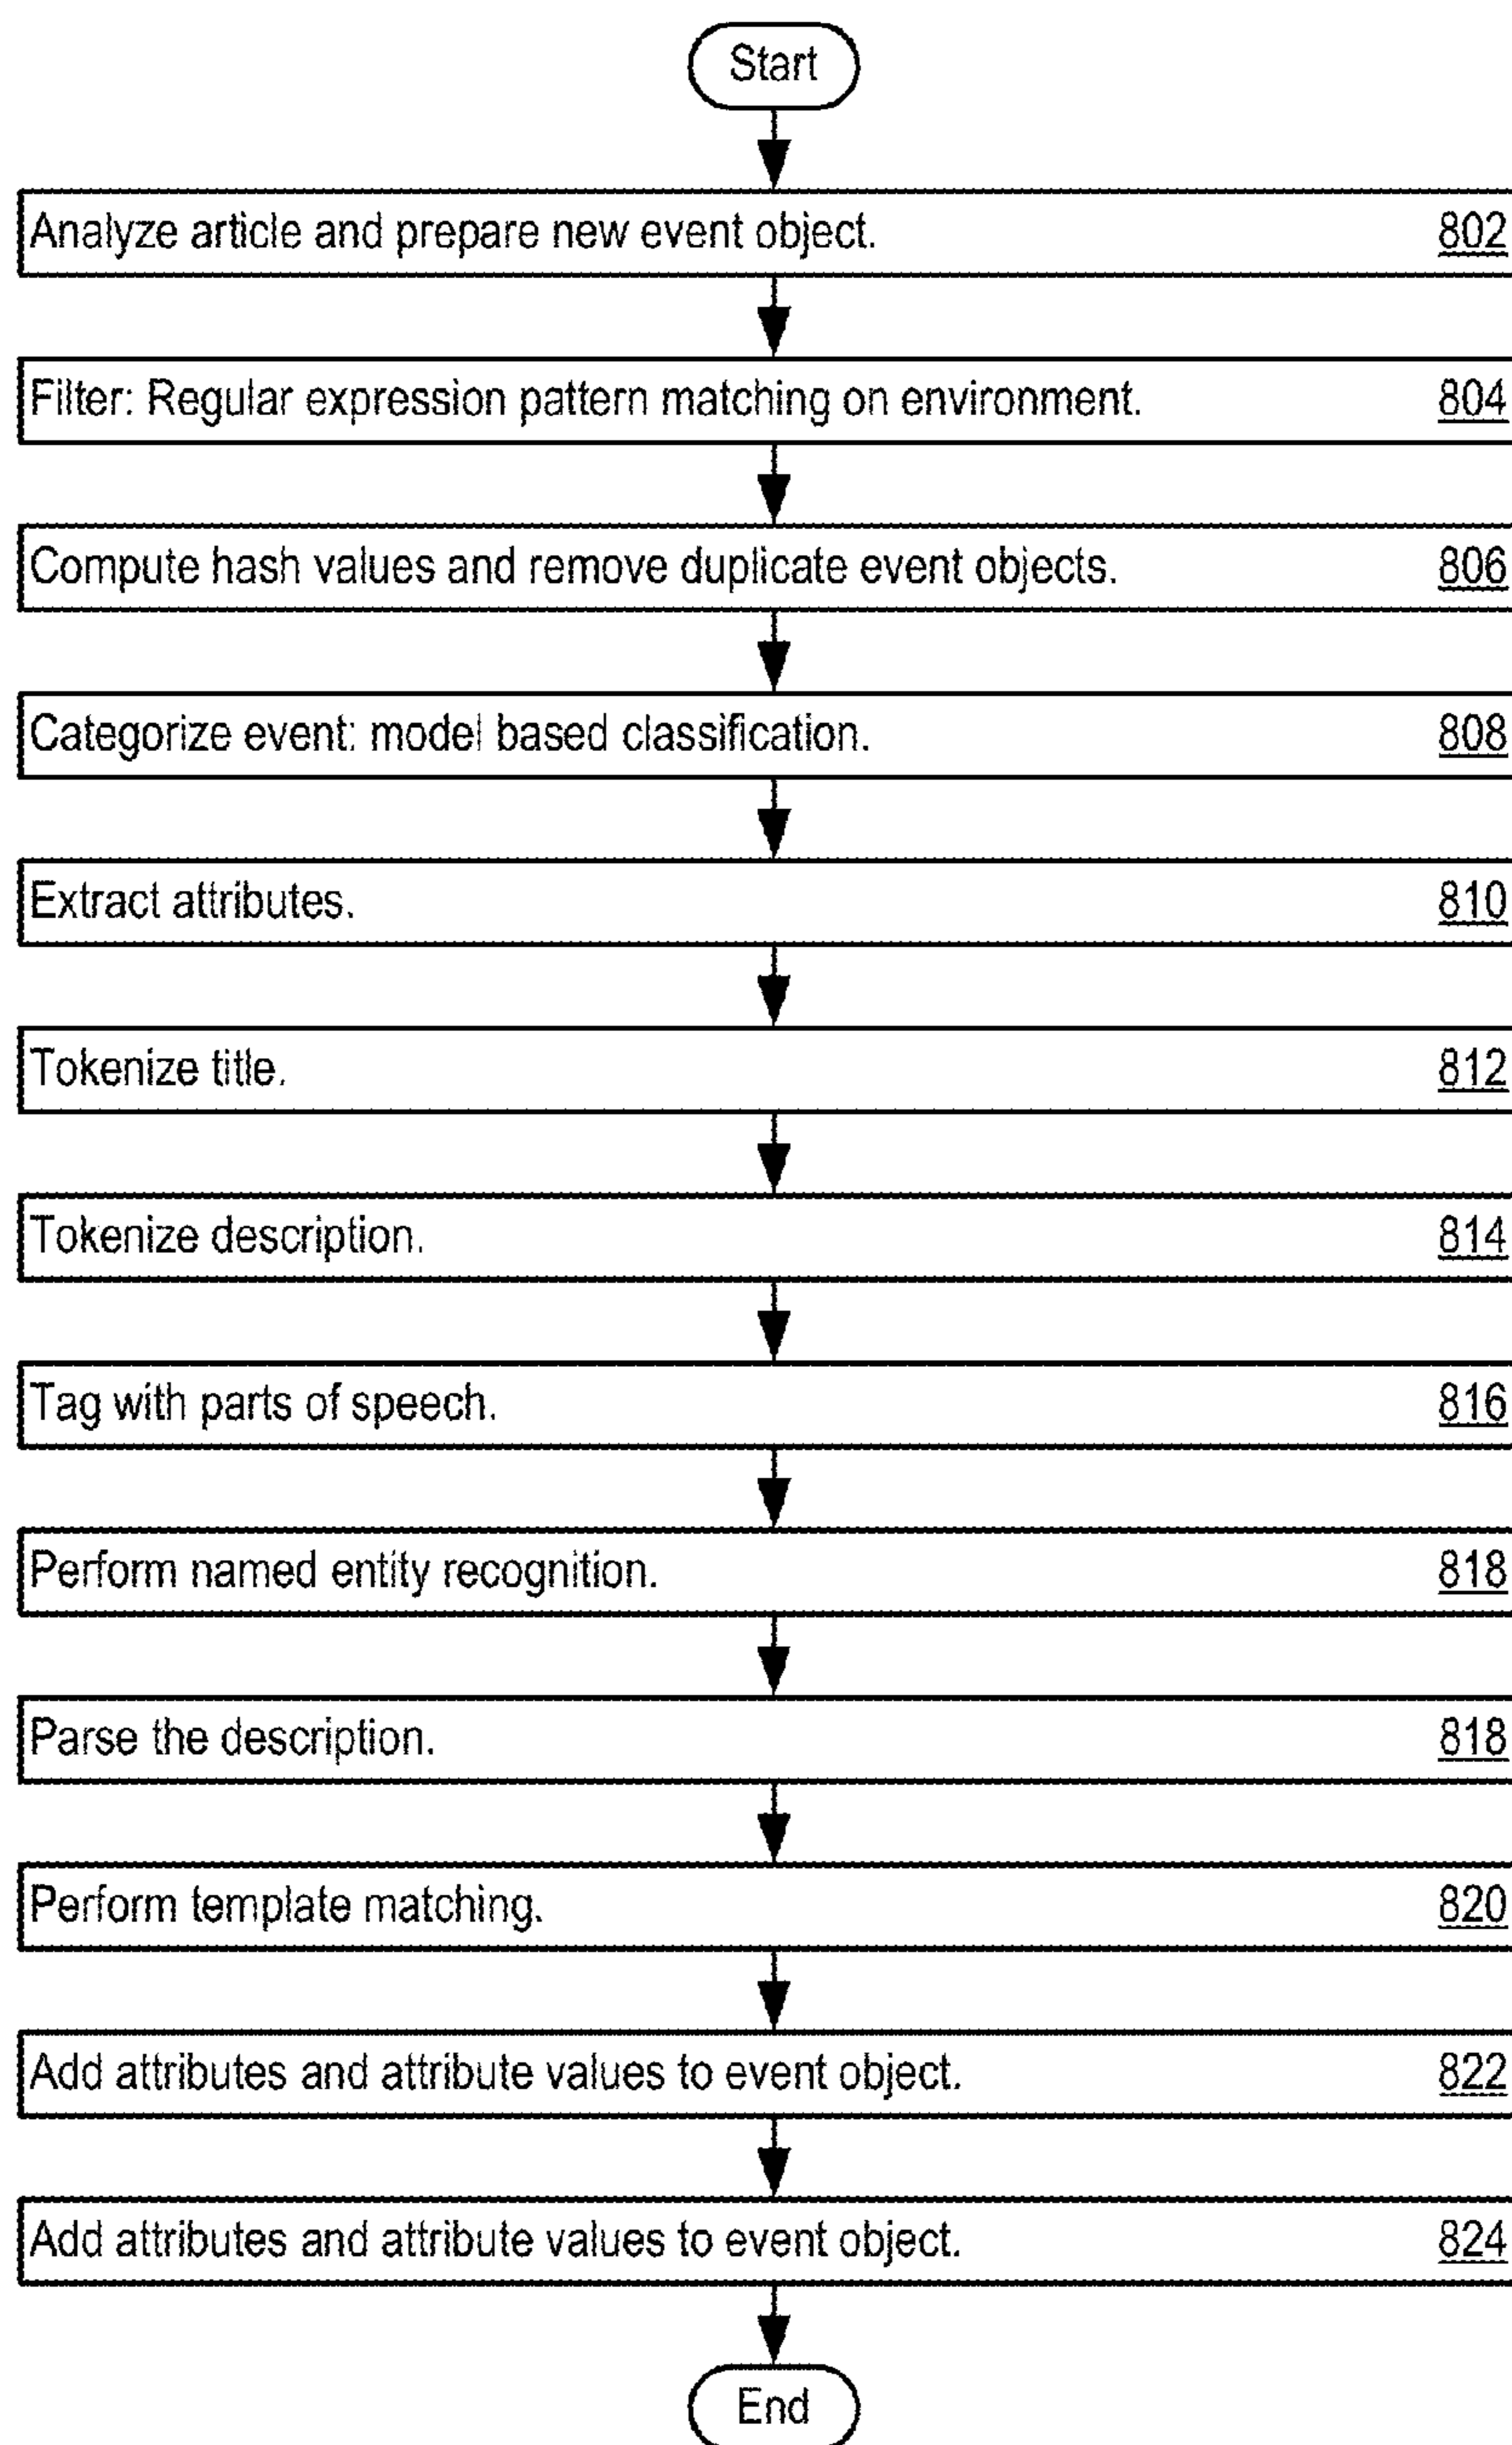 Start
Analyze article and prepare new event object. 802
Filter: Regular expression pattern matching on environment. 804
Compute hash values and remove duplicate event objects. 806
Categorize event: model based classification. 808
Extract attributes. 810
Tokenize title. 812
Tokenize description. 814
Tag with parts of speech. 816
Perform named entity recognition. 818
Parse the description. 818
Perform template matching. 820
Add attributes and attribute values to event object. 822
Add attributes and attribute values to event object. 824
End